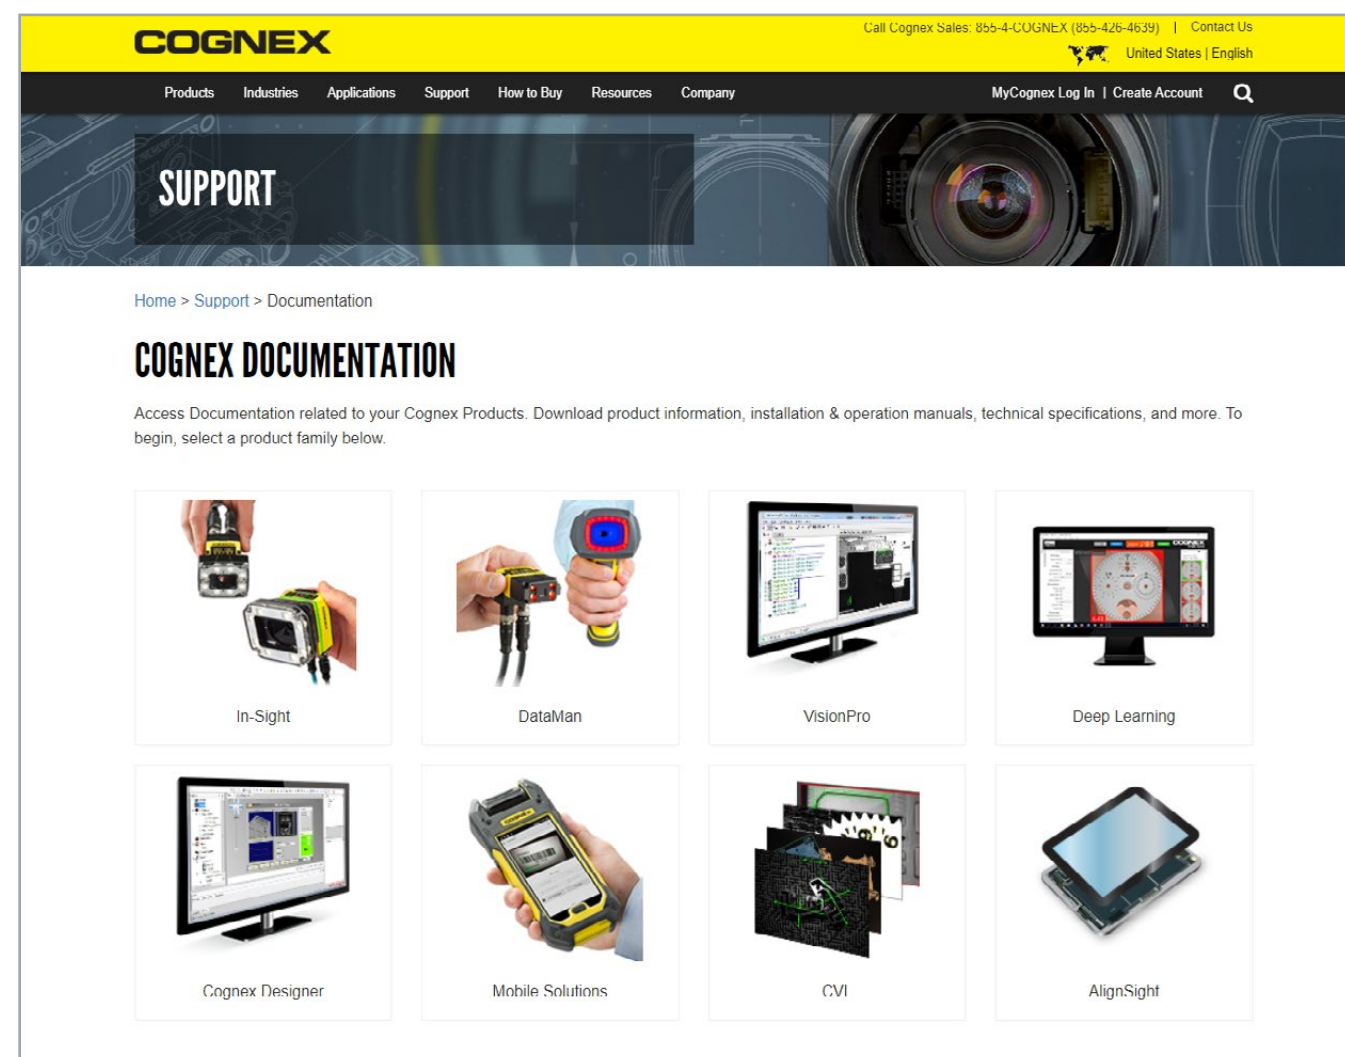 COGNEX
Call Cognex Sales: 855-4-COGNEX (855-426-4639) | Contact Us
United States | English
Products Industries Applications Support How to Buy Resources Company MyCognex Log In | Create Account
SUPPORT
Home > Support > Documentation
COGNEX DOCUMENTATION
Access Documentation related to your Cognex Products. Download product information, installation & operation manuals, technical specifications, and more. To
begin, select a product family below.
In-Sight DataMan VisionPro Deep Learning
Cognex Designer Mobile Solutions CVL AlignSight